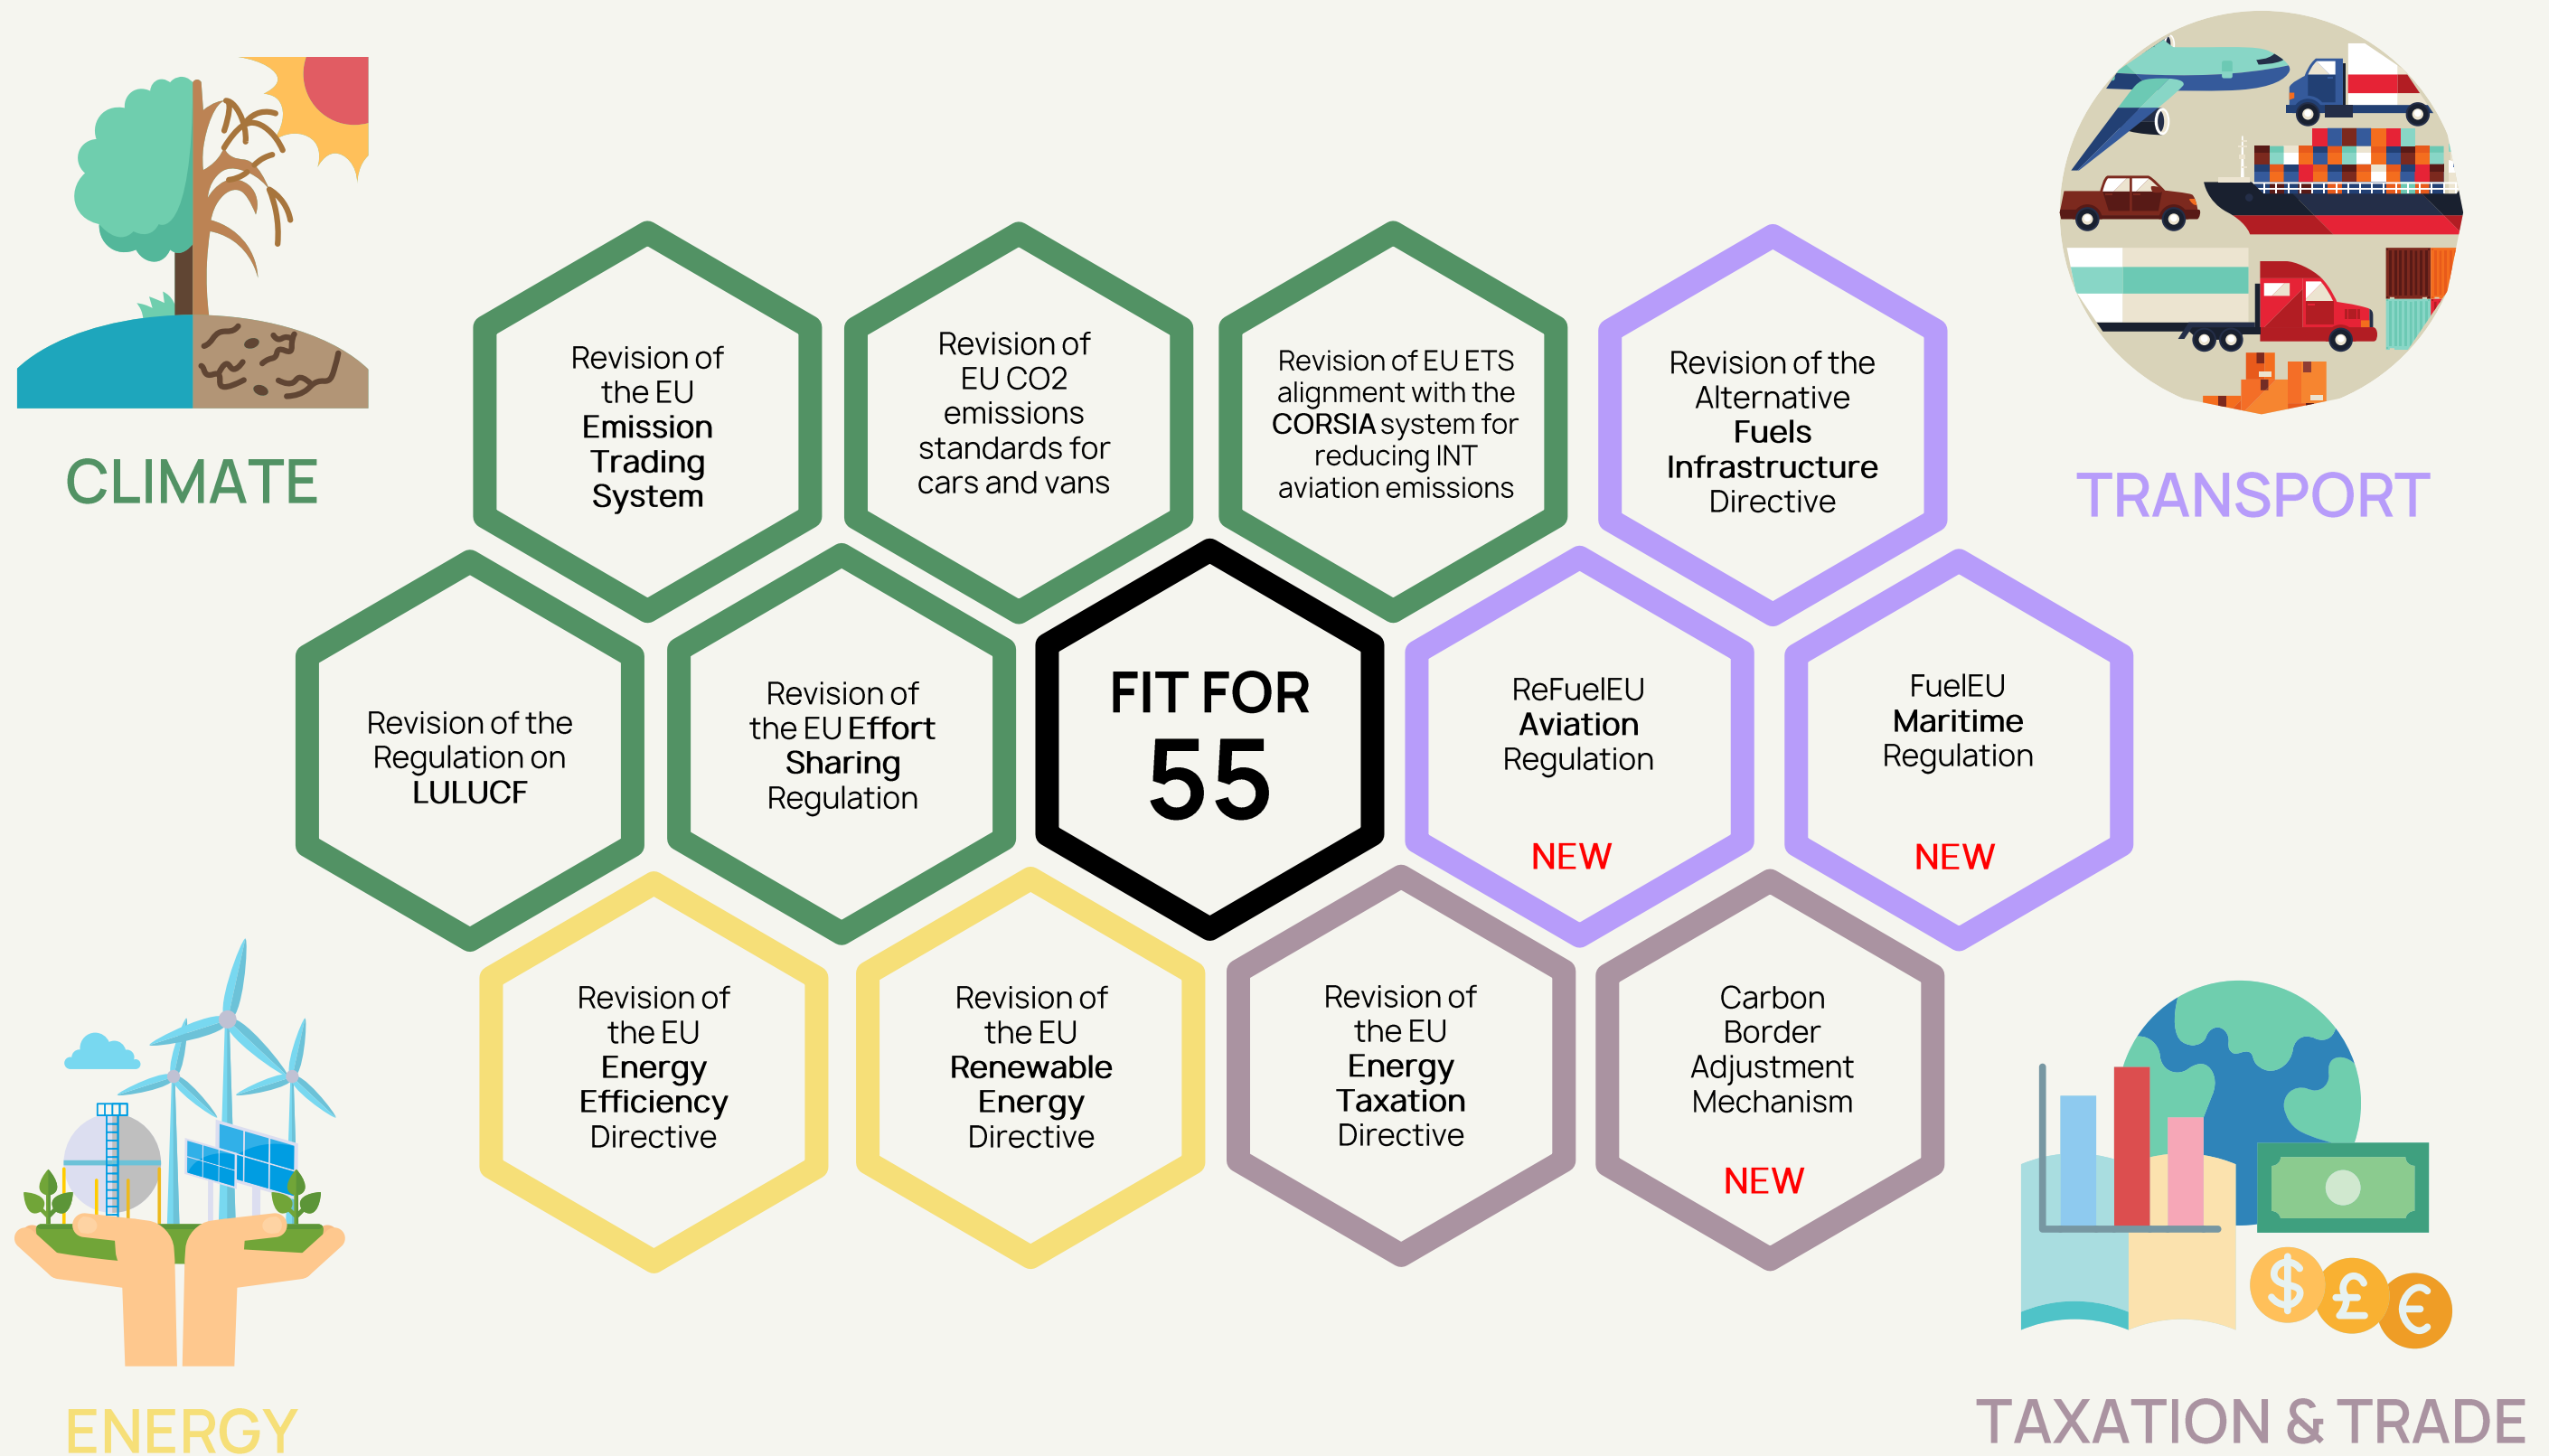 CLIMATE
TRANSPORT
Revision of
the EU
Emission
Trading
System
Revision of
EU CO2
emissions
standards for
cars and vans
Revision of EU ETS
alignment with the
CORSIA system for
reducing INT
aviation emissions
Revision of the
Alternative
Fuels
Infrastructure
Directive
Revision of the
Regulation on
LULUCF
Revision of
the EU Effort
Sharing
Regulation
FIT FOR
55
ReFuelEU
Aviation
Regulation
NEW
FuelEU
Maritime
Regulation
NEW
Revision of
the EU
Energy
Efficiency
Directive
Revision of
the EU
Renewable
Energy
Directive
Revision of
the EU
Energy
Taxation
Directive
Carbon
Border
Adjustment
Mechanism
NEW
$ £ €
ENERGY
TAXATION & TRADE